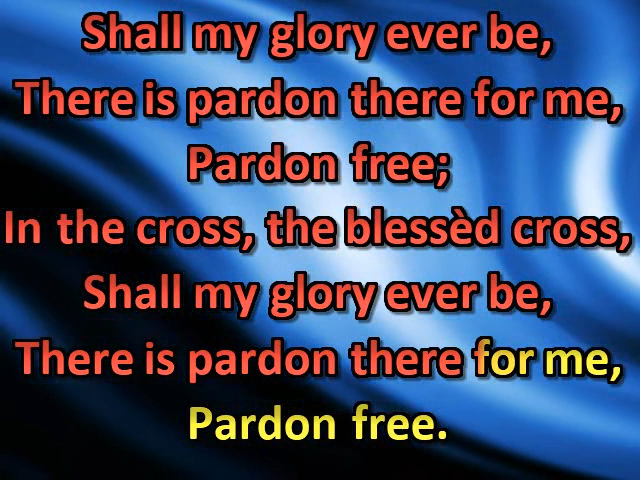 Shall my glory ever be,
There is pardon there for me,
Pardon free;
In the cross, the blessèd cross,
Shall my glory ever be,
There is pardon there for me,
Pardon free.